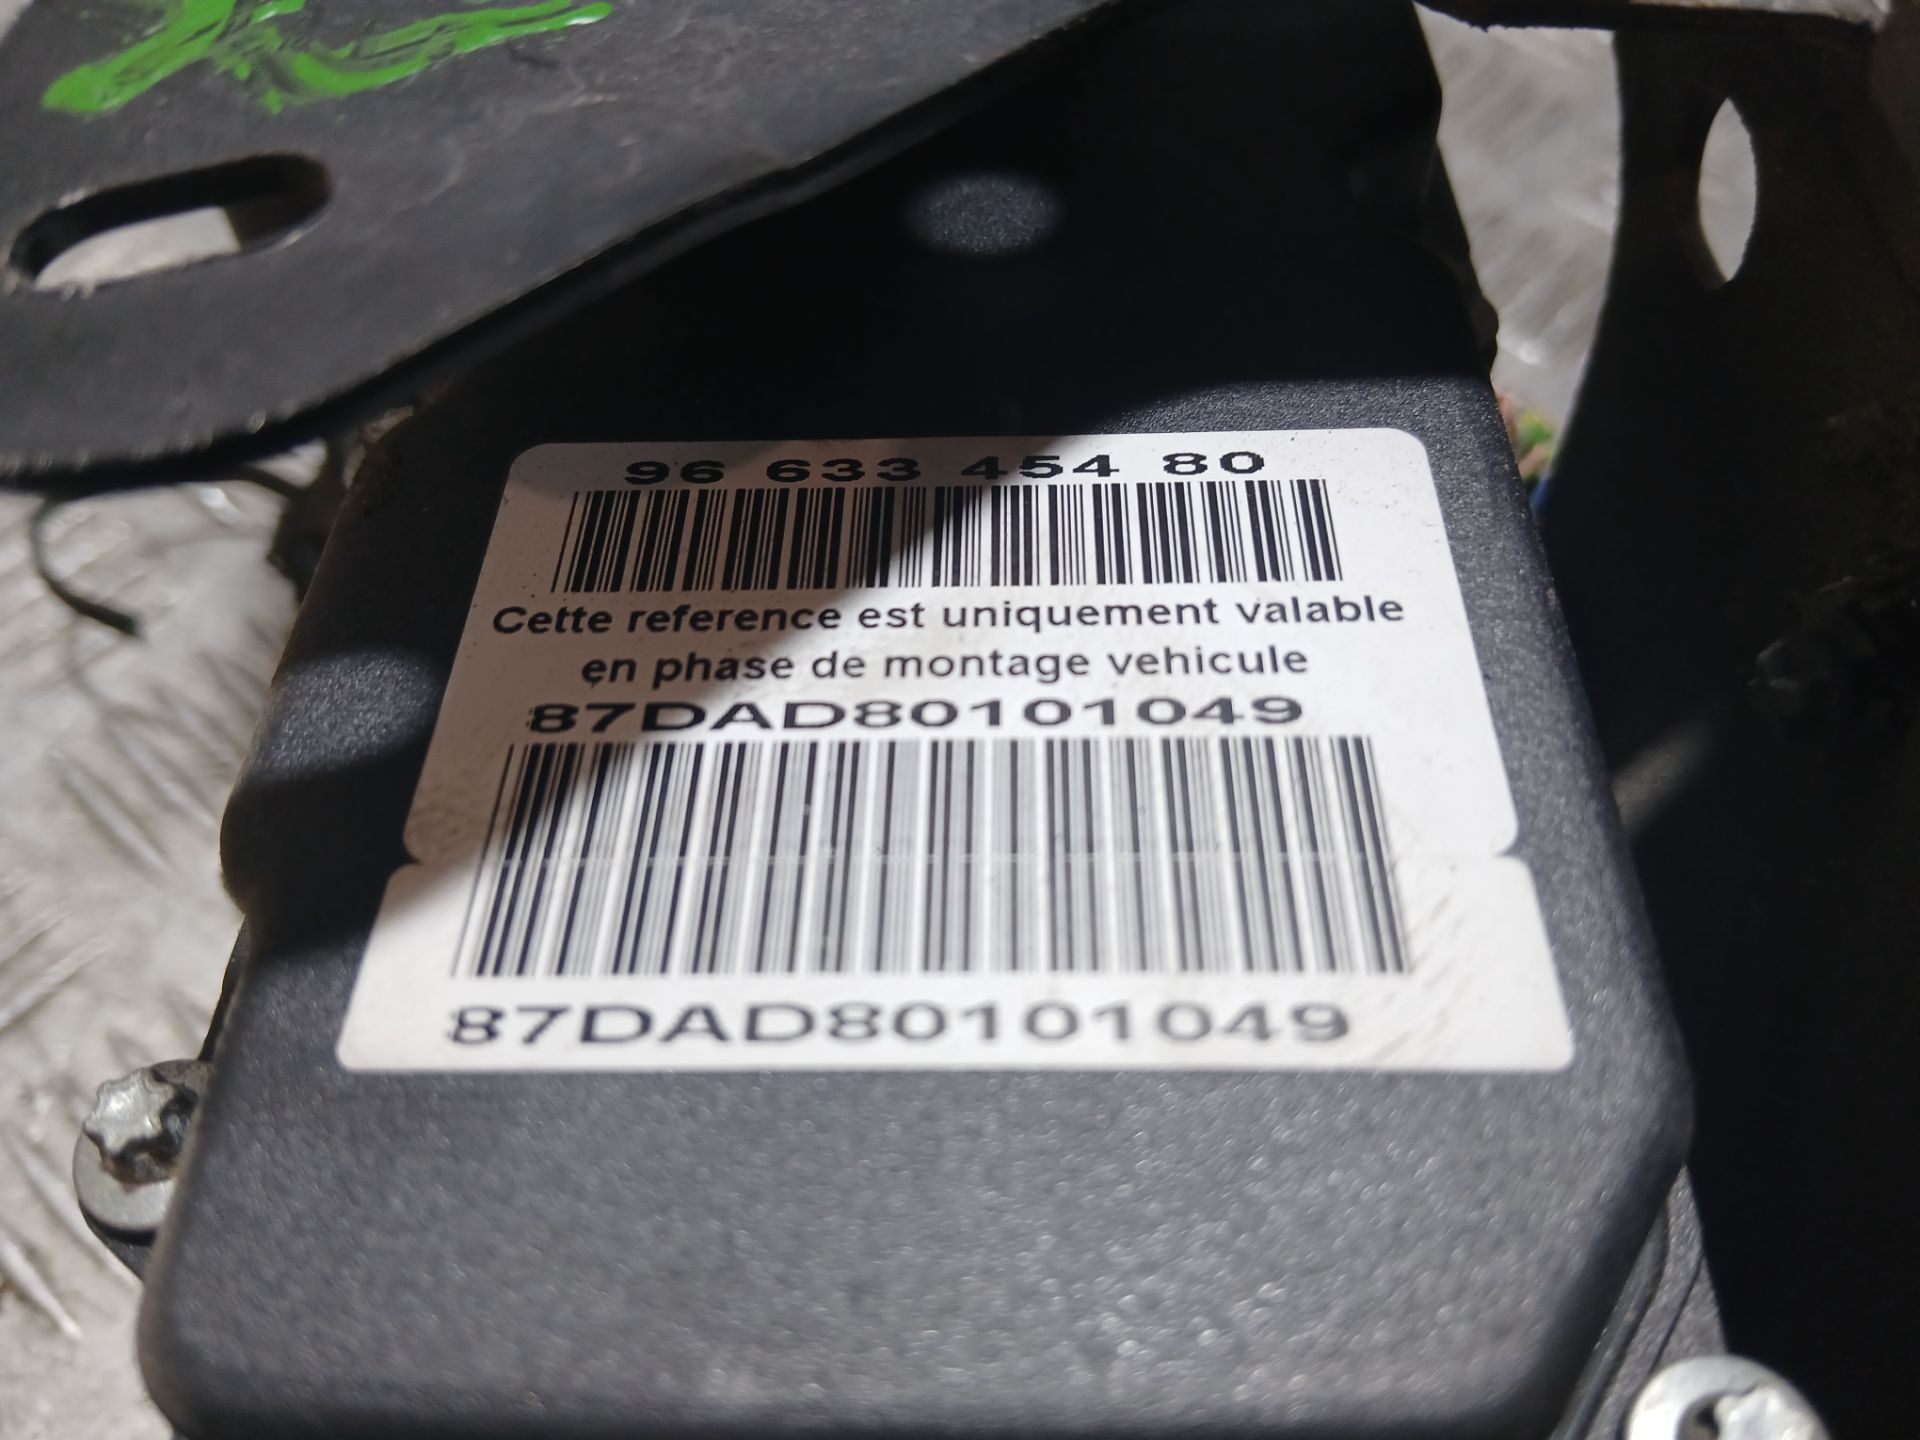 96 633 454 80
Cette reference est uniquement valable
en phase de montage vehicule
87DAD80101049
87DAD80101049